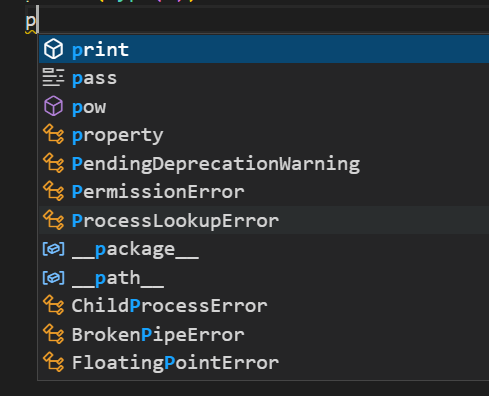 p
print
pass
pow
property
PendingDeprecationWarning
PermissionError
ProcessLookupError
__package__
__path__
ChildProcessError
BrokenPipeError
FloatingPointError